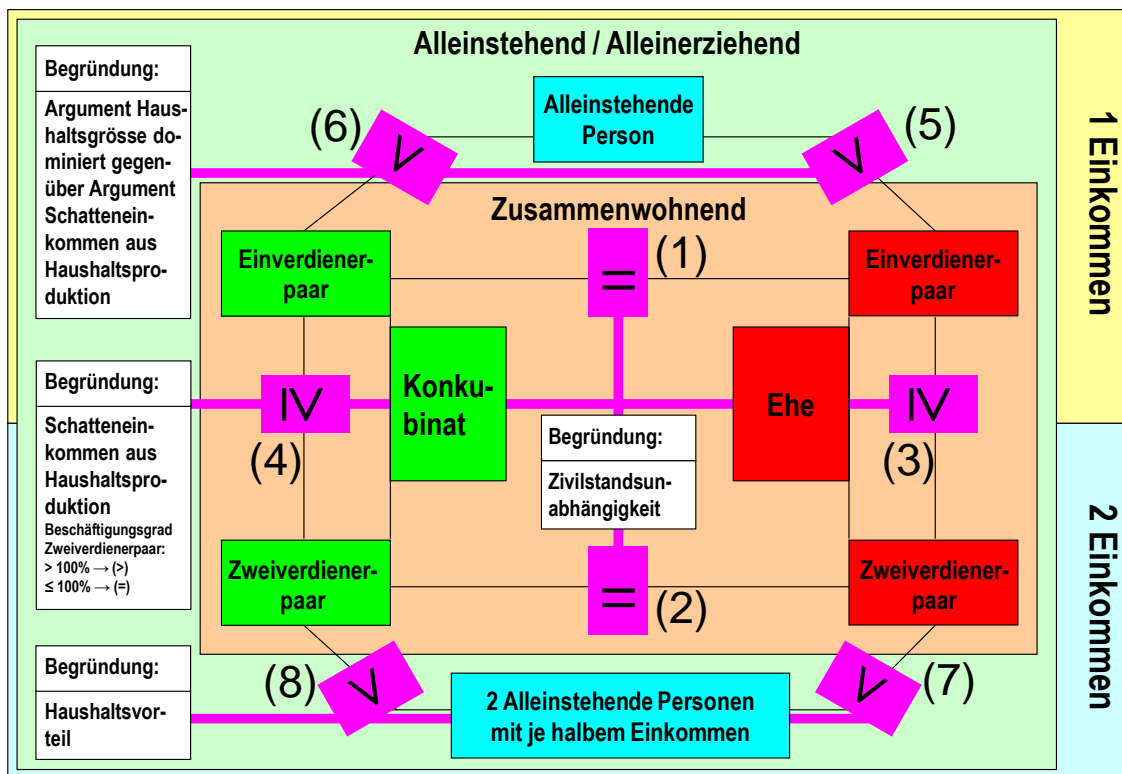 Alleinstehend / Alleinerziehend
Begründung:
Argument Haus-
haltsgrösse do-
miniert gegen-
über Argument
Schattenein-
kommen aus
Haushaltspro-
duktion
(6)
>
Alleinstehende
Person
>
(5)
1 Einkommen
Zusammenwohnend
Einverdiener-
paar
=
(1)
Einverdiener-
paar
Begründung:
Schattenein-
kommen aus
Haushaltspro-
duktion
Beschäftigungsgrad
Zweiverdienerpaar:
> 100% → (>)
≤ 100% → (=)
≥
(4)
Konku-
binat
Begründung:
Zivilstandsun-
abhängigkeit
Ehe
≥
(3)
2 Einkommen
Zweiverdiener-
paar
=
(2)
Zweiverdiener-
paar
Begründung:
Haushaltsvor-
teil
(8)
>
2 Alleinstehende Personen
mit je halbem Einkommen
>
(7)